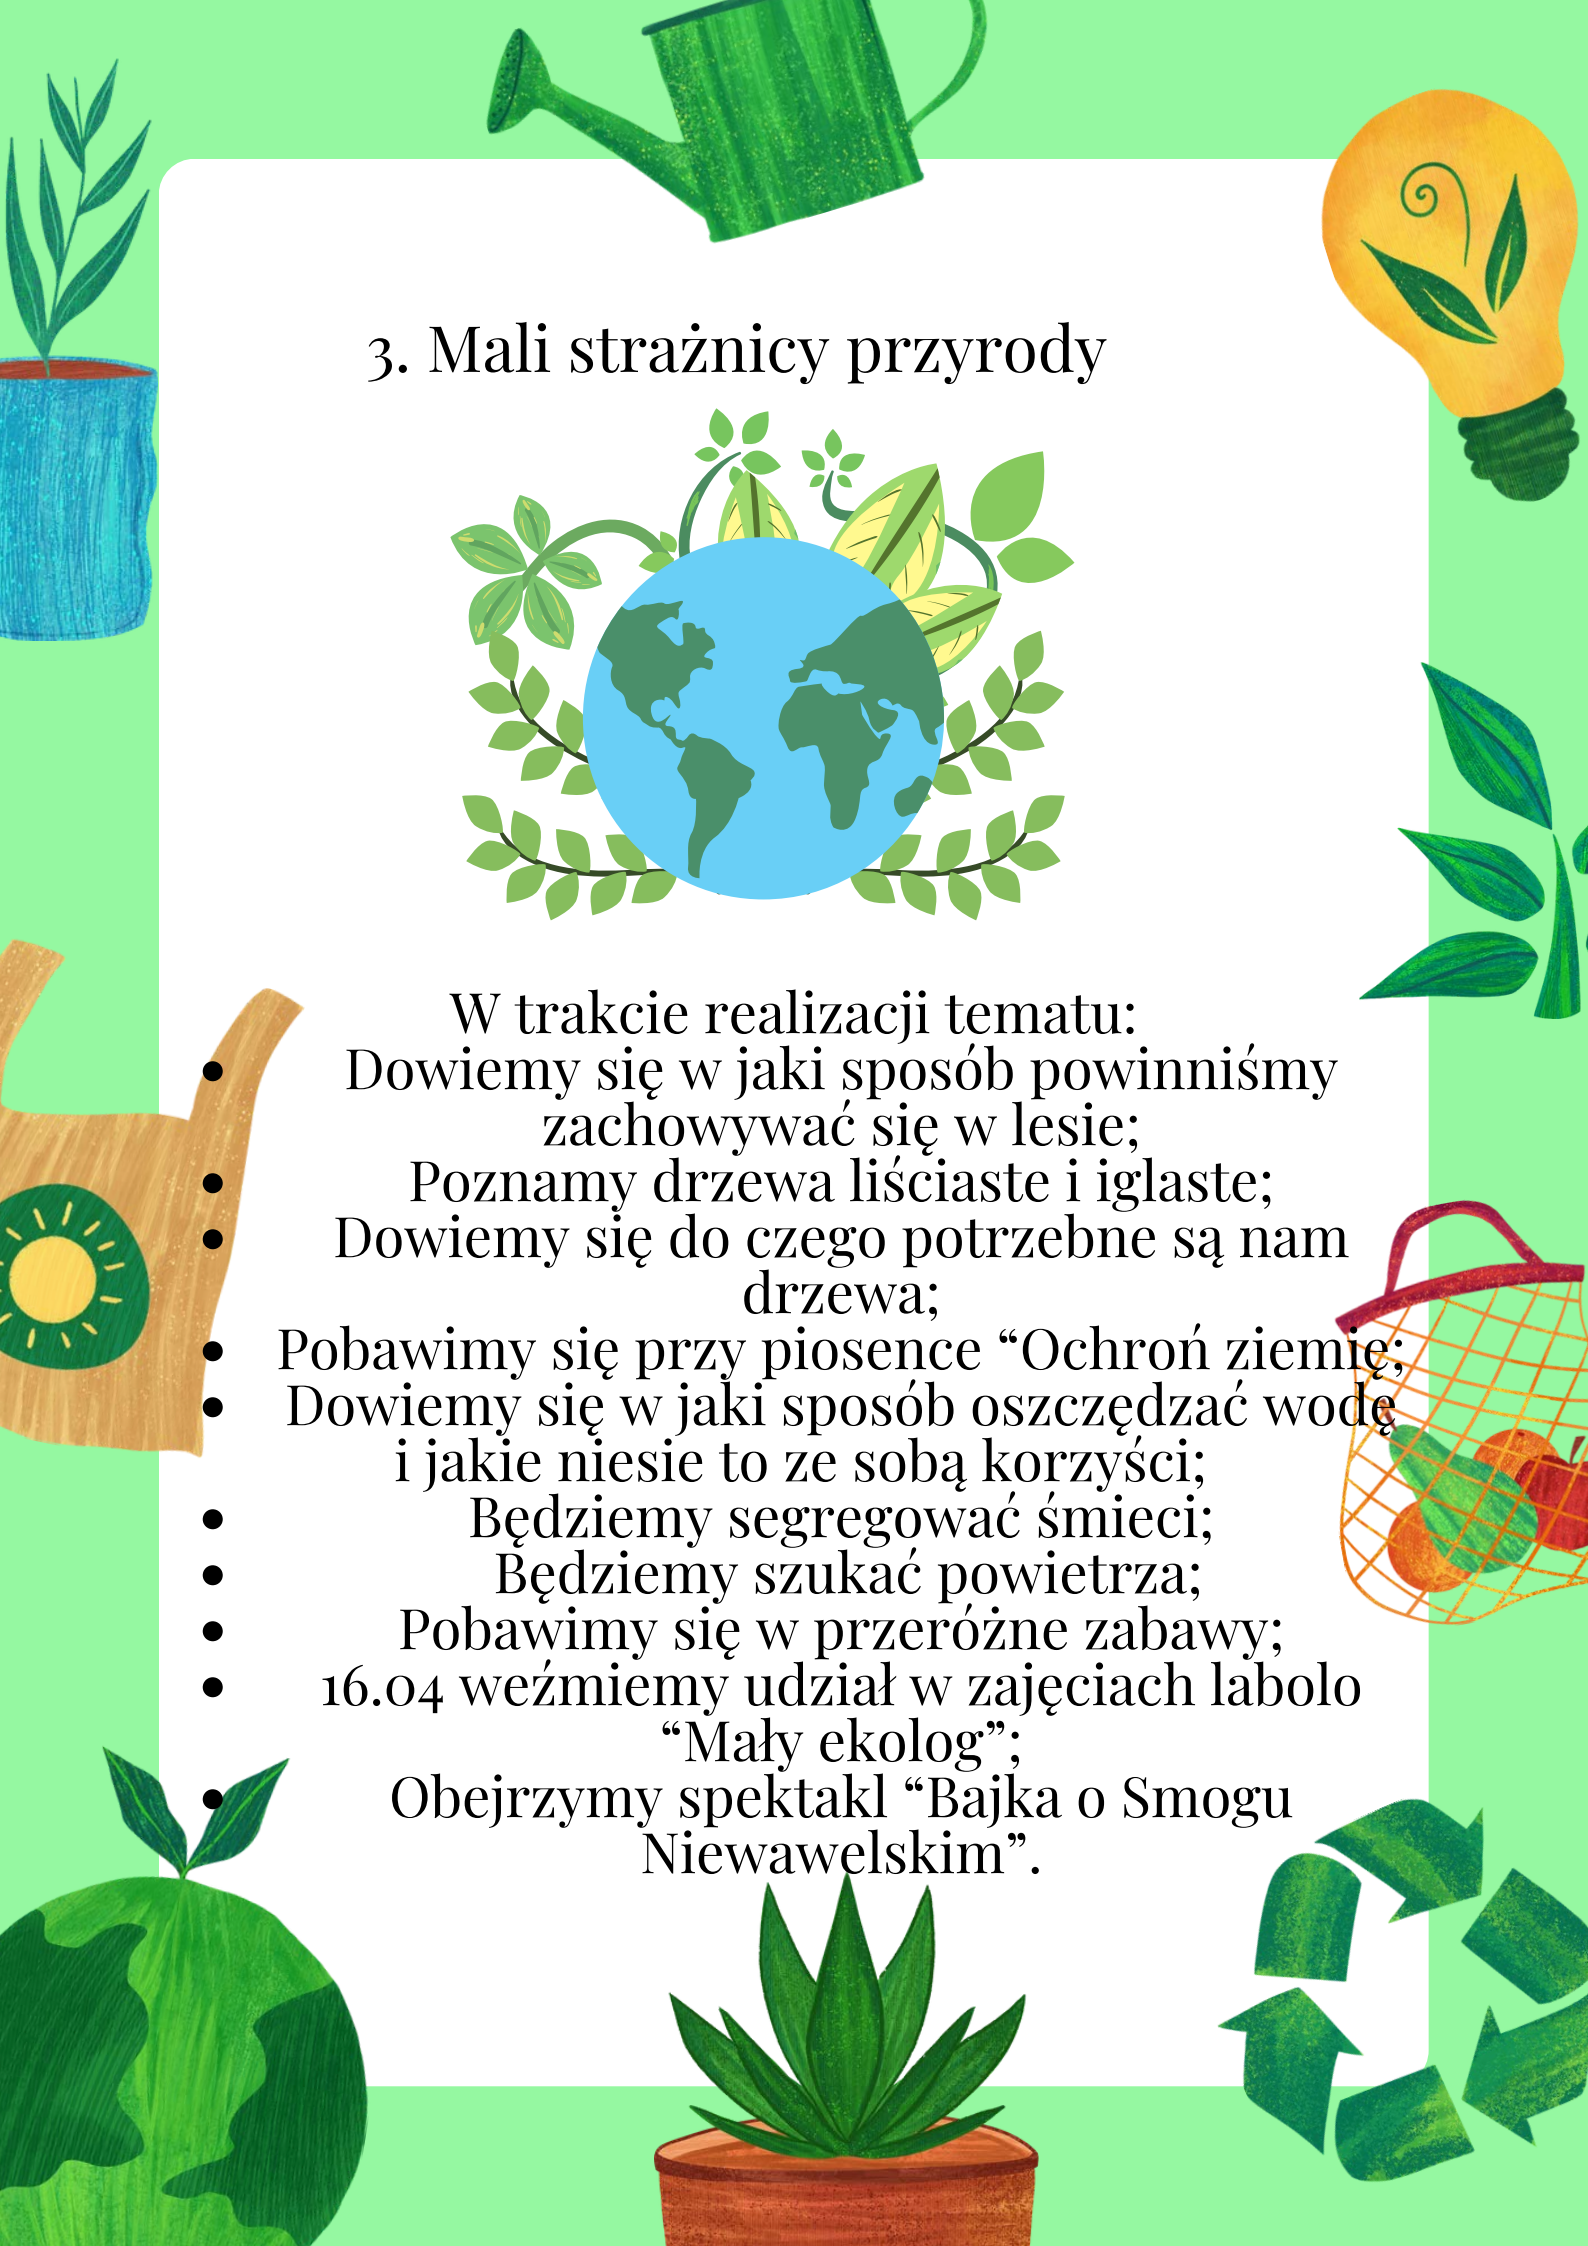 3. Mali strażnicy przyrody
W trakcie realizacji tematu:
• Dowiemy się w jaki sposób powinniśmy
zachowywać się w lesie;
• Poznamy drzewa liściaste i iglaste;
• Dowiemy się do czego potrzebne są nam
drzewa;
• Pobawimy się przy piosence “Ochroń ziemię;
• Dowiemy się w jaki sposób oszczędzać wodę
i jakie niesie to ze sobą korzyści;
• Będziemy segregować śmieci;
• Będziemy szukać powietrza;
• Pobawimy się w przeróżne zabawy;
• 16.04 weźmiemy udział w zajęciach labolo
“Mały ekolog”;
• Obejrzymy spektakl “Bajka o Smogu
Niewawelskim”.